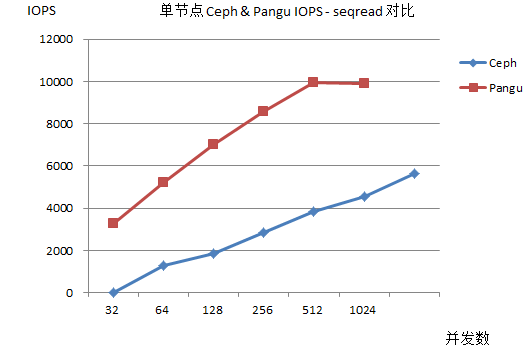 IOPS
单节点 Ceph & Pangu IOPS - seqread 对比
12000
10000
8000
6000
4000
2000
0
32 64 128 256 512 1024
并发数
Ceph
Pangu